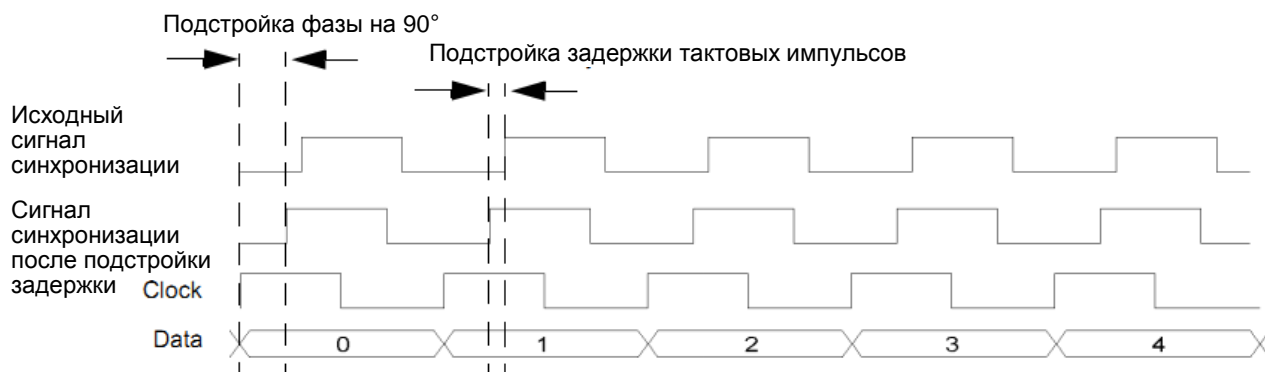 Подстройка фазы на 90°
Подстройка задержки тактовых импульсов
Исходный
сигнал
синхронизации
Сигнал
синхронизации
после подстройки
задержки
Clock
Data
0
1
2
3
4